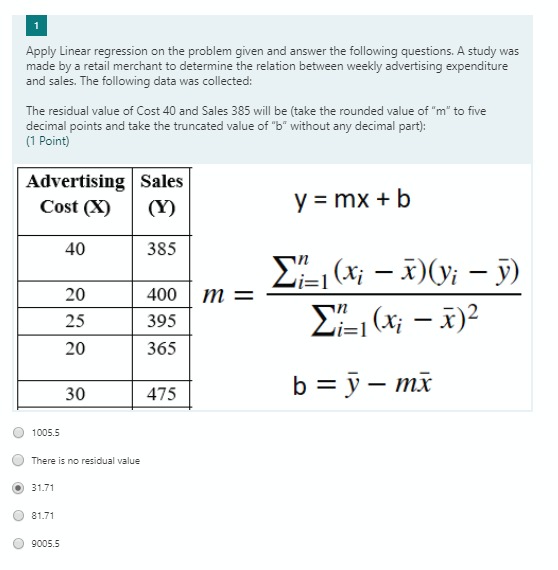 1
Apply Linear regression on the problem given and answer the following questions. A study was
made by a retail merchant to determine the relation between weekly advertising expenditure
and sales. The following data was collected:
The residual value of Cost 40 and Sales 385 will be (take the rounded value of "m" to five
decimal points and take the truncated value of "b" without any decimal part):
(1 Point)
Advertising Sales
Cost (X) (Y)
40 385
20 400
25 395
20 365
30 475
y = mx + b
m = \frac{\sum_{i=1}^{n}(x_i − x̄)(y_i − ȳ)}{\sum_{i=1}^{n}(x_i − x̄)²}
b = ȳ − mx̄
1005.5
There is no residual value
31.71
81.71
9005.5